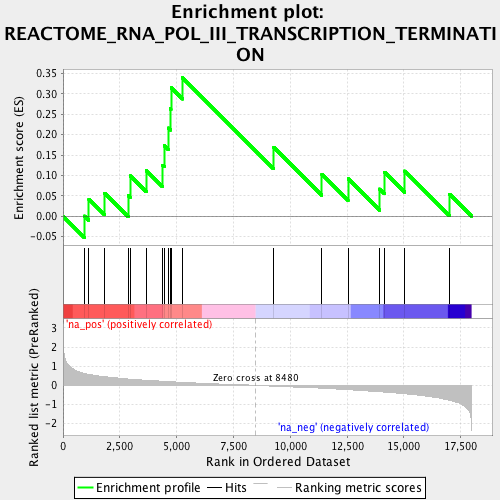 Enrichment plot:
REACTOME_RNA_POL_III_TRANSCRIPTION_TERMINATI
ON
Enrichment score (ES)
0.35
0.30
0.25
0.20
0.15
0.10
0.05
0.00
-0.05
'na_pos' (positively correlated)
Ranked list metric (PreRanked)
3
2
1
0
-1
-2
Zero cross at 8480
'na_neg' (negatively correlated)
0 2,500 5,000 7,500 10,000 12,500 15,000 17,500
Rank in Ordered Dataset
Enrichment profile Hits Ranking metric scores